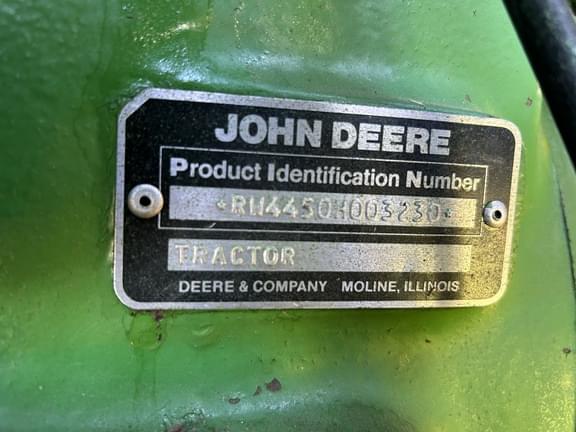 JOHN DEERE
Product Identification Number
*RW4450H003230*
TRACTOR
DEERE & COMPANY MOLINE, ILLINOIS